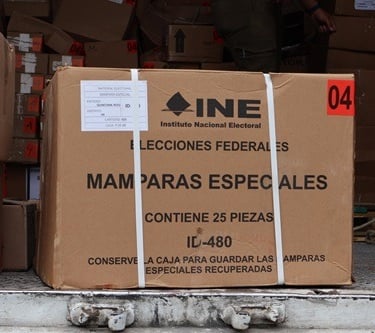 INE
Instituto Nacional Electoral
04
ELECCIONES FEDERALES
MAMPARAS ESPECIALES
CONTIENE 25 PIEZAS
ID-480
CONSERVE LA CAJA PARA GUARDAR LAS MAMPARAS
ESPECIALES RECUPERADAS